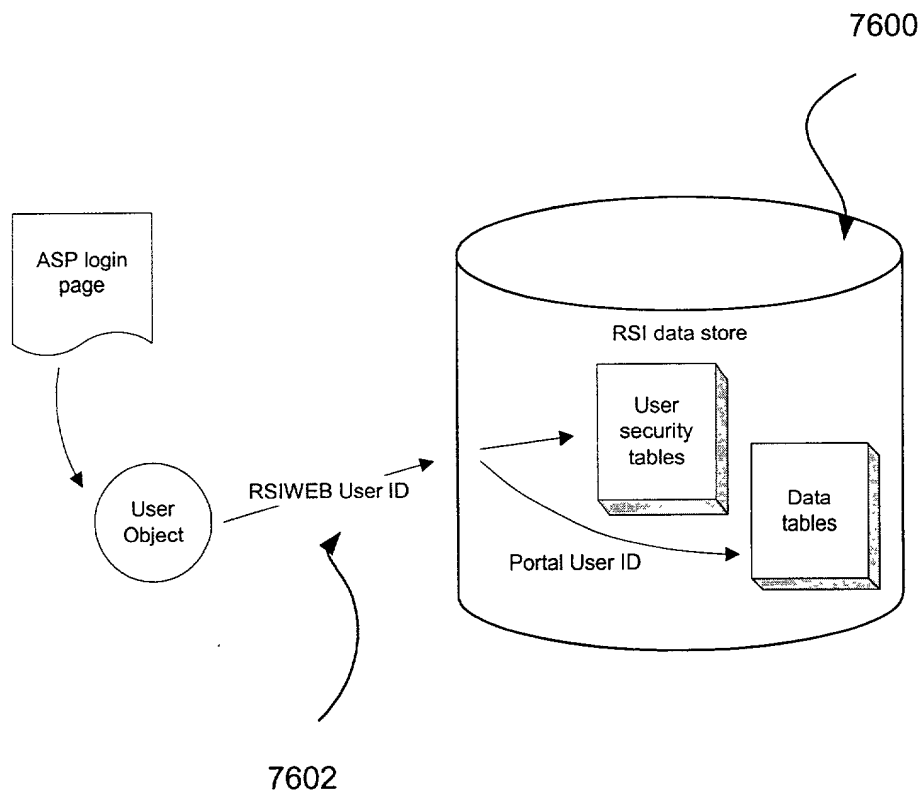 7600
ASP login
page
RSI data store
User
security
tables
RSIWEB User ID
User
Object
Data
tables
Portal User ID
7602